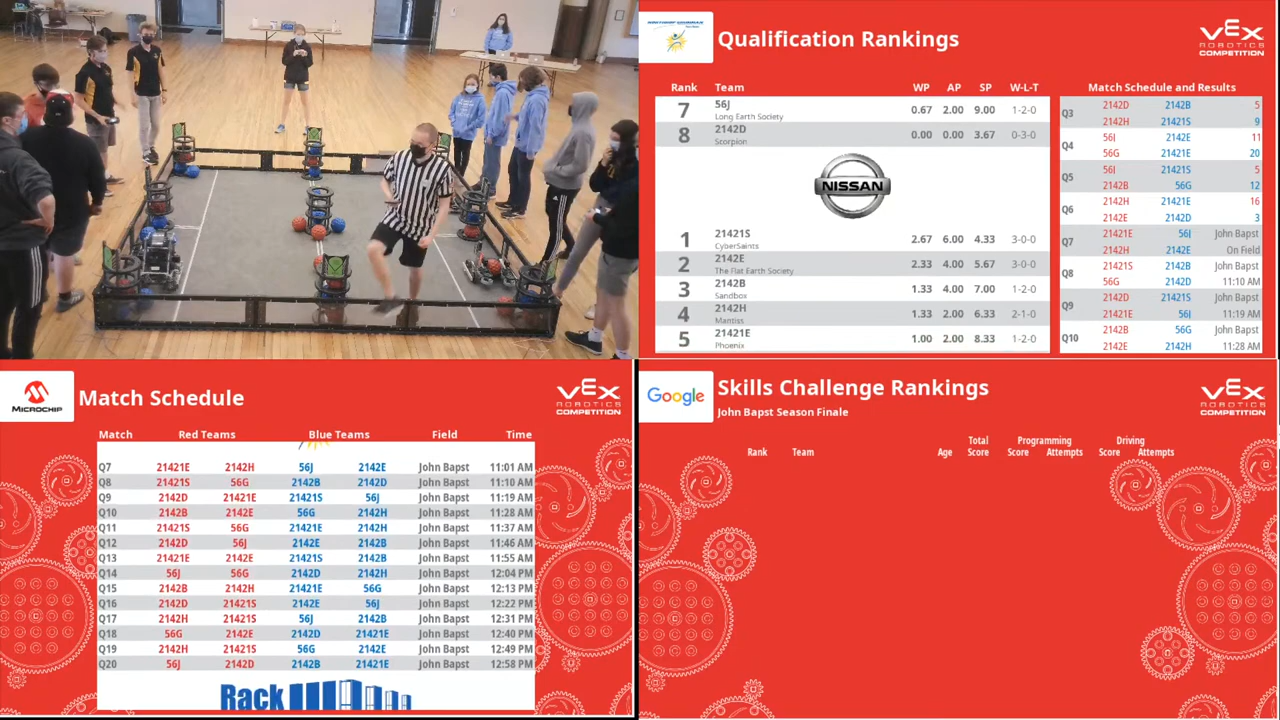 Qualification Rankings
VEX
ROBOTICS
COMPETITION
Rank Team WP AP SP W-L-T
7 56J 0.67 2.00 9.00 1-2-0
Long Earth Society
8 2142D 0.00 0.00 3.67 0-3-0
Scorpion
NISSAN
1 21421S 2.67 6.00 4.33 3-0-0
CyberSaints
2 2142E 2.33 4.00 5.67 3-0-0
The Flat Earth Society
3 2142B 1.33 4.00 7.00 1-2-0
Sandbox
4 2142H 1.33 2.00 6.33 2-1-0
Mantiss
5 21421E 1.00 2.00 8.33 1-2-0
Phoenix
Match Schedule and Results
Q3 2142D 2142B 5
2142H 21421S 9
Q4 56I 2142E 11
56G 21421E 20
Q5 56I 21421S 5
2142B 56G 12
Q6 2142H 21421E 16
2142E 2142D 3
Q7 21421E 56J John Bapst
2142H 2142E On Field
Q8 21421S 2142B John Bapst
56G 2142D 11:10 AM
Q9 2142D 21421S John Bapst
21421E 56J 11:19 AM
Q10 2142B 56G John Bapst
2142E 2142H 11:28 AM
MICROCHIP
Match Schedule
VEX
ROBOTICS
COMPETITION
Match Red Teams Blue Teams Field Time
Q7 21421E 2142H 56J 2142E John Bapst 11:01 AM
Q8 21421S 56G 2142B 2142D John Bapst 11:10 AM
Q9 2142D 21421E 21421S 56J John Bapst 11:19 AM
Q10 2142B 2142E 56G 2142H John Bapst 11:28 AM
Q11 21421S 56G 21421E 2142H John Bapst 11:37 AM
Q12 2142D 56J 2142E 2142B John Bapst 11:46 AM
Q13 21421E 2142E 21421S 2142B John Bapst 11:55 AM
Q14 56J 56G 2142D 2142H John Bapst 12:04 PM
Q15 2142B 2142H 21421E 56G John Bapst 12:13 PM
Q16 2142D 21421S 2142E 56J John Bapst 12:22 PM
Q17 2142H 21421S 56J 2142B John Bapst 12:31 PM
Q18 56G 2142E 2142D 21421E John Bapst 12:40 PM
Q19 2142H 21421S 56G 2142E John Bapst 12:49 PM
Q20 56J 2142D 2142B 21421E John Bapst 12:58 PM
Rack
Google
Skills Challenge Rankings
John Bapst Season Finale
VEX
ROBOTICS
COMPETITION
Rank Team Age Total Score Programming Score Attempts Driving Score Attempts